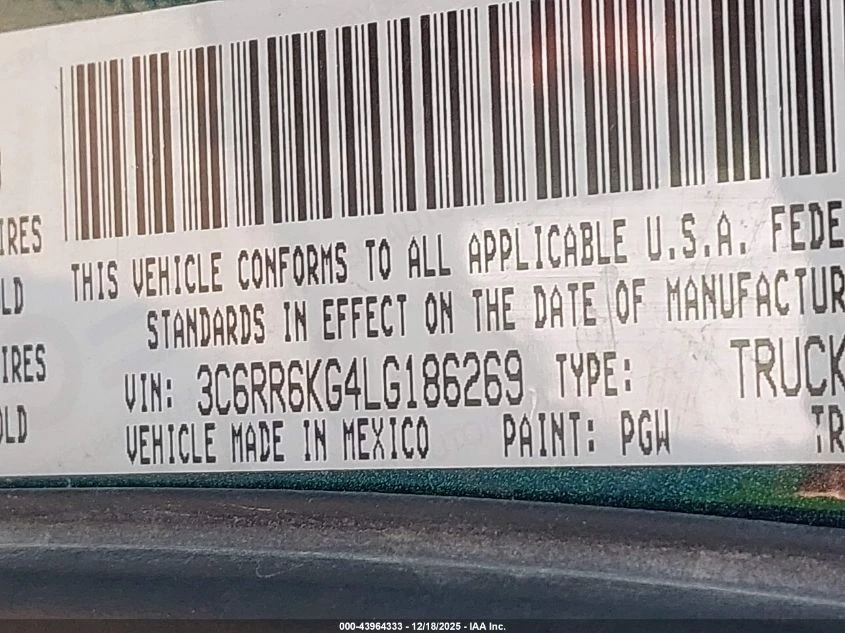 IRES
LD
IRES
OLD
THIS VEHICLE CONFORMS TO ALL APPLICABLE U.S.A. FEDE
STANDARDS IN EFFECT ON THE DATE OF MANUFACTUR
VIN: 3C6RR6KG4LG186269 TYPE: TRUCK
VEHICLE MADE IN MEXICO PAINT: PGW TR
000-43964333 - 12/18/2025 - IAA Inc.